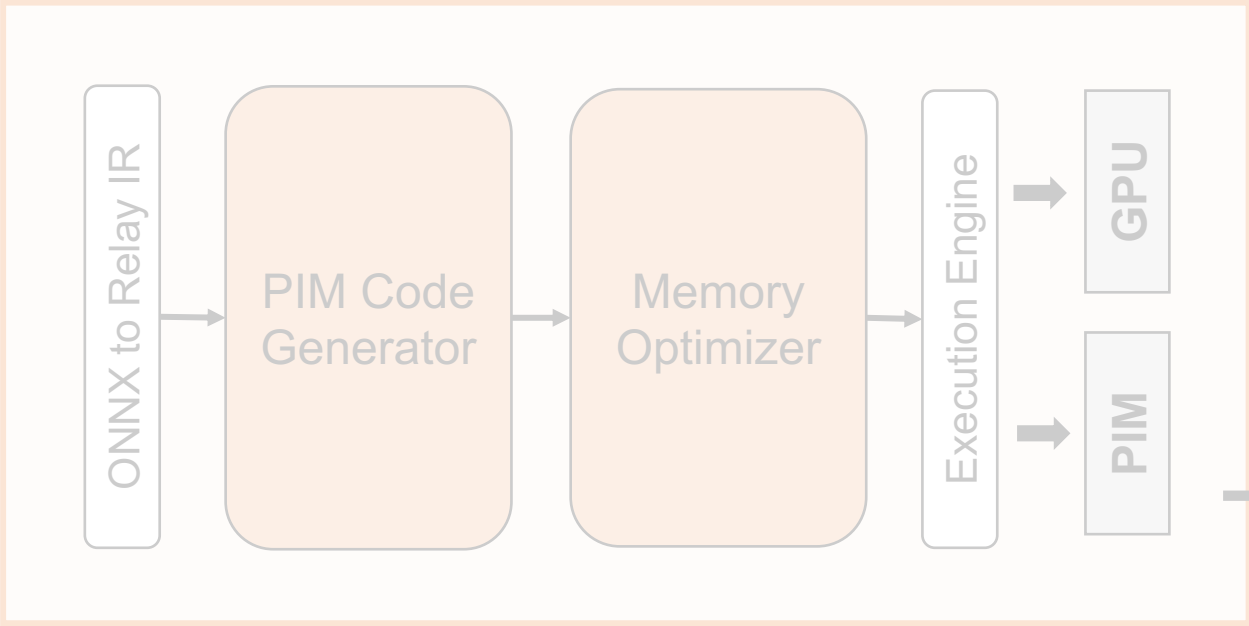 ONNX to Relay IR
PIM Code
Generator
Memory
Optimizer
Execution Engine
GPU
PIM